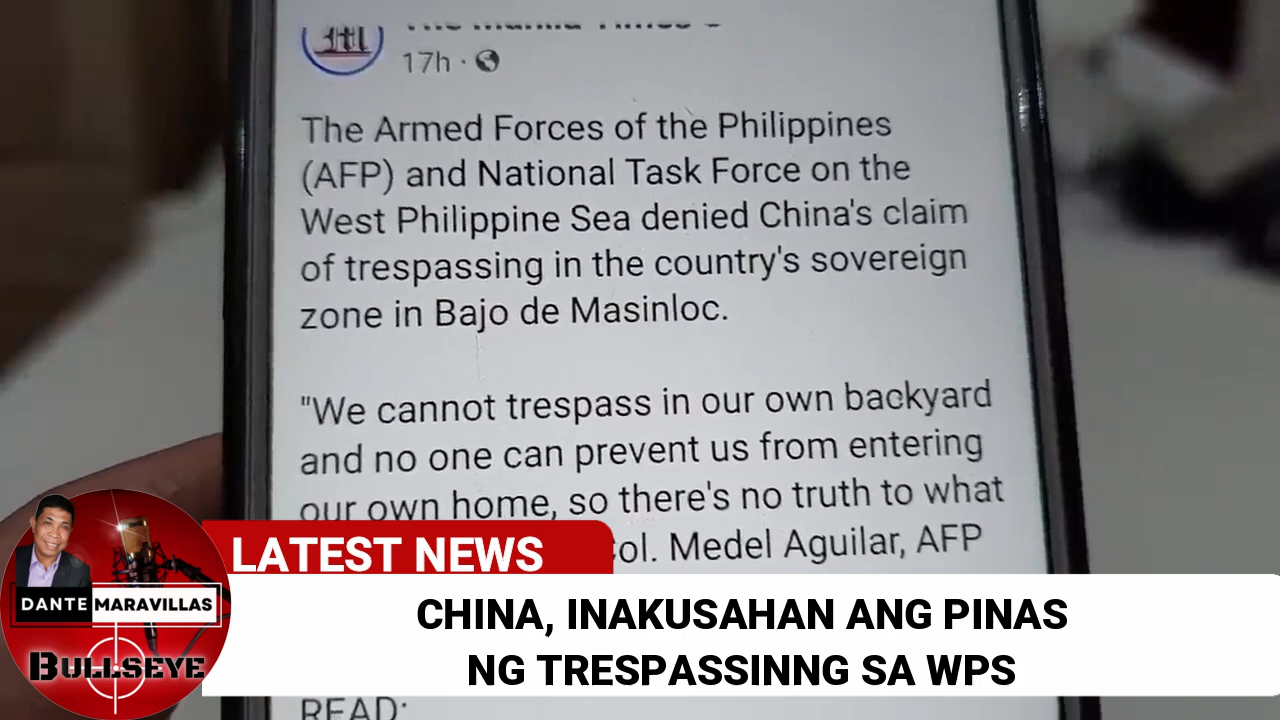 17h ·
The Armed Forces of the Philippines
(AFP) and National Task Force on the
West Philippine Sea denied China's claim
of trespassing in the country's sovereign
zone in Bajo de Masinloc.
"We cannot trespass in our own backyard
and no one can prevent us from entering
our own home, so there's no truth to what
Col. Medel Aguilar, AFP
READ:
LATEST NEWS
CHINA, INAKUSAHAN ANG PINAS
NG TRESPASSINNG SA WPS
DANTE MARAVILLAS
BULLSEYE